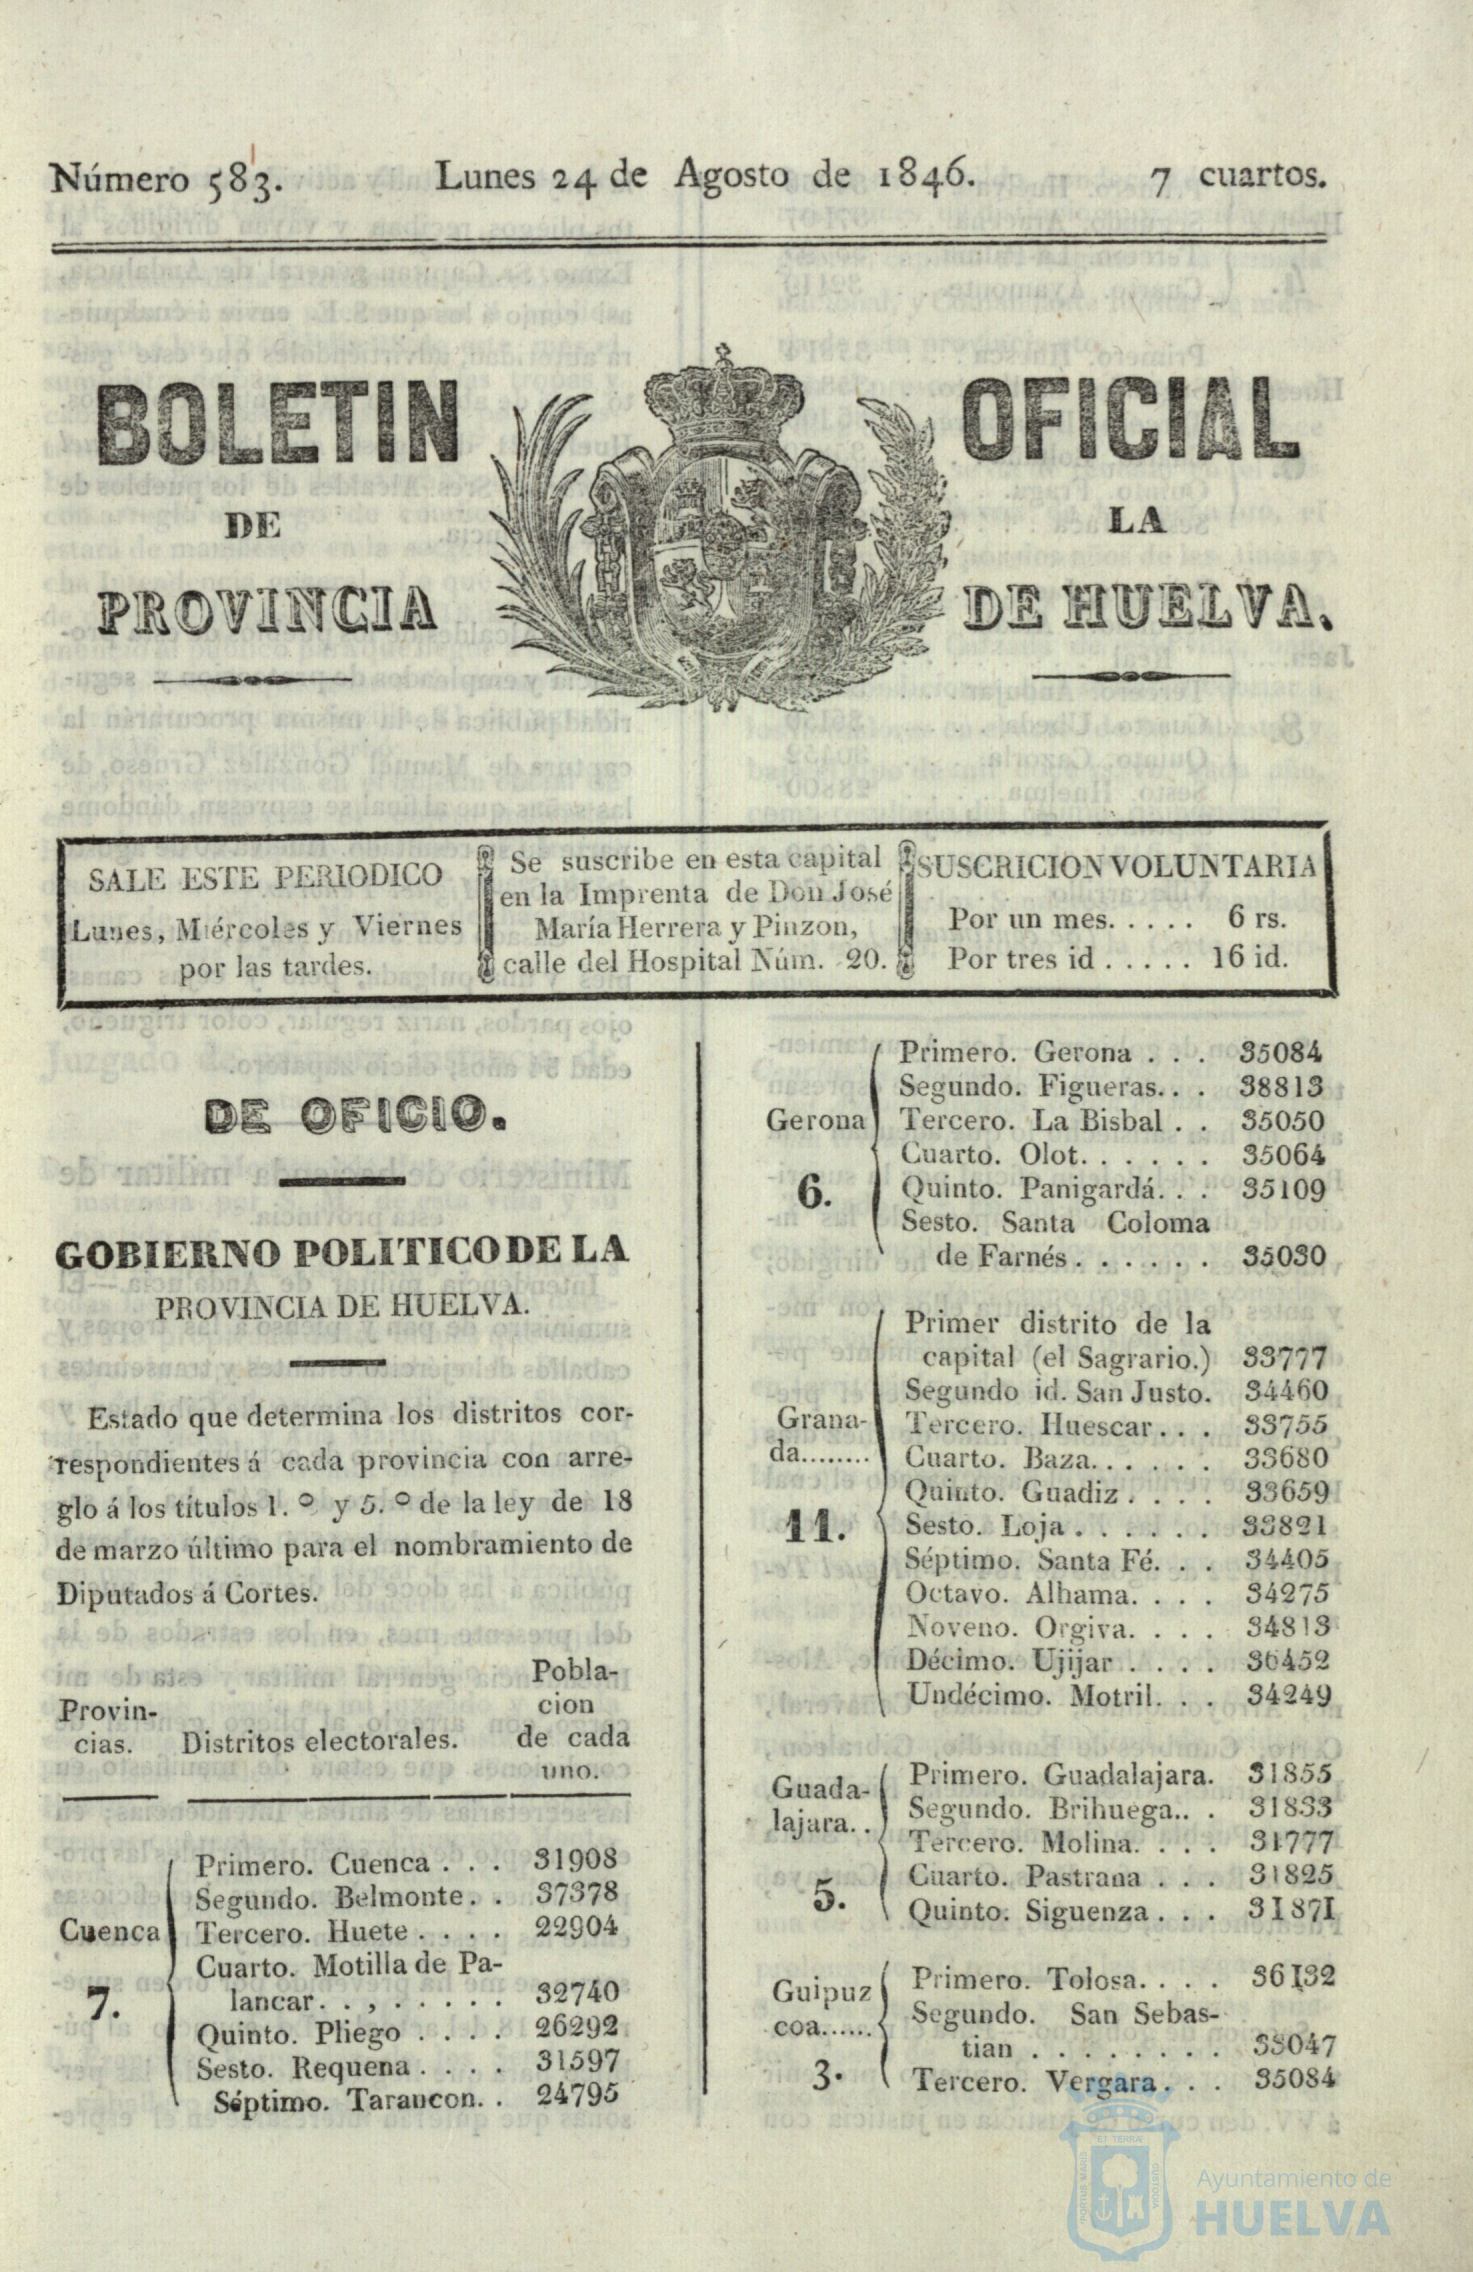 Número 583. Lunes 24 de Agosto de 1846. 7 cuartos.
BOLETIN OFICIAL
DE LA
PROVINCIA DE HUELVA.
SALE ESTE PERIODICO
Lunes, Miércoles y Viernes
por las tardes.
Se suscribe en esta capital
en la Imprenta de Don José
María Herrera y Pinzon,
calle del Hospital Núm. 20.
SUSCRICION VOLUNTARIA
Por un mes. . . . . 6 rs.
Por tres id . . . . . 16 id.
DE OFICIO.
GOBIERNO POLITICO DE LA
PROVINCIA DE HUELVA.
Estado que determina los distritos cor-
respondientes á cada provincia con arre-
glo á los títulos 1.º y 5.º de la ley de 18
de marzo último para el nombramiento de
Diputados á Cortes.
Provin-
cias.
Distritos electorales.
Pobla-
cion
de cada
uno.
Cuenca
7.
Primero. Cuenca . . . 31908
Segundo. Belmonte. . 37378
Tercero. Huete . . . . 22904
Cuarto. Motilla de Pa-
lancar. . , . . . . . 32740
Quinto. Pliego . . . . 26292
Sesto. Requena . . . . 31597
Séptimo. Tarancon. . 24795
Gerona
6.
Primero. Gerona . . . 35084
Segundo. Figueras. . . 38813
Tercero. La Bisbal . . 35050
Cuarto. Olot. . . . . . 35064
Quinto. Panigardá. . . 35109
Sesto. Santa Coloma
de Farnés . . . . . . 35030
Grana-
da........
11.
Primer distrito de la
capital (el Sagrario.) 33777
Segundo id. San Justo. 34460
Tercero. Huescar . . . 33755
Cuarto. Baza. . . . . . 33680
Quinto. Guadiz . . . . 33659
Sesto. Loja . . . . . . 33821
Séptimo. Santa Fé. . . 34405
Octavo. Alhama. . . . 34275
Noveno. Orgiva. . . . 34813
Décimo. Ujijar . . . . 36452
Undécimo. Motril. . . 34249
Guada-
lajara. .
5.
Primero. Guadalajara. 31855
Segundo. Brihuega. . . 31833
Tercero. Molina. . . . 31777
Cuarto. Pastrana . . . 31825
Quinto. Siguenza . . . 31871
Guipuz
coa......
3.
Primero. Tolosa. . . . 36132
Segundo. San Sebas-
tian . . . . . . . .
Tercero. Vergara. . . 35084
ET TERRÆ
PORTUS MARIS
CUSTODIA
Ayuntamiento de
HUELVA